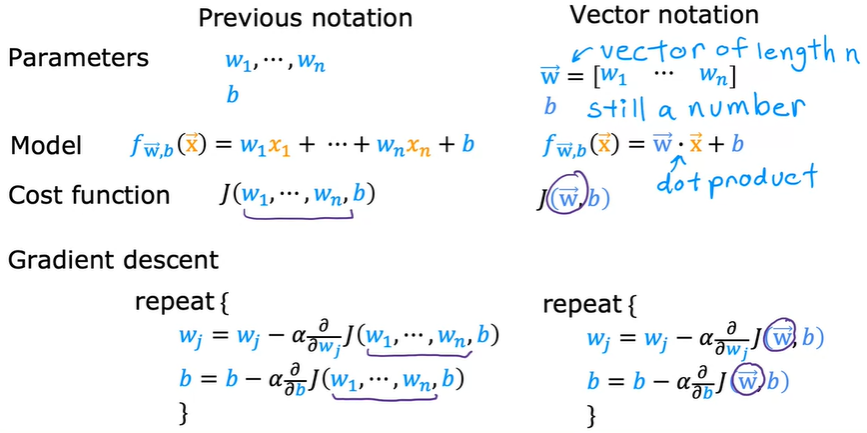 Previous notation Vector notation
Parameters w₁,⋯,wₙ w⃗ = [w₁ ⋯ wₙ] vector of length n
b b still a number
Model f_w⃗,b(x⃗) = w₁x₁ + ⋯ + wₙxₙ + b f_w⃗,b(x⃗) = w⃗ · x⃗ + b
dot product
Cost function J(w₁,⋯,wₙ,b) J(w⃗,b)
Gradient descent
repeat { repeat {
wⱼ = wⱼ − α ∂/∂wⱼ J(w₁,⋯,wₙ,b) wⱼ = wⱼ − α ∂/∂wⱼ J(w⃗,b)
b = b − α ∂/∂b J(w₁,⋯,wₙ,b) b = b − α ∂/∂b J(w⃗,b)
} }